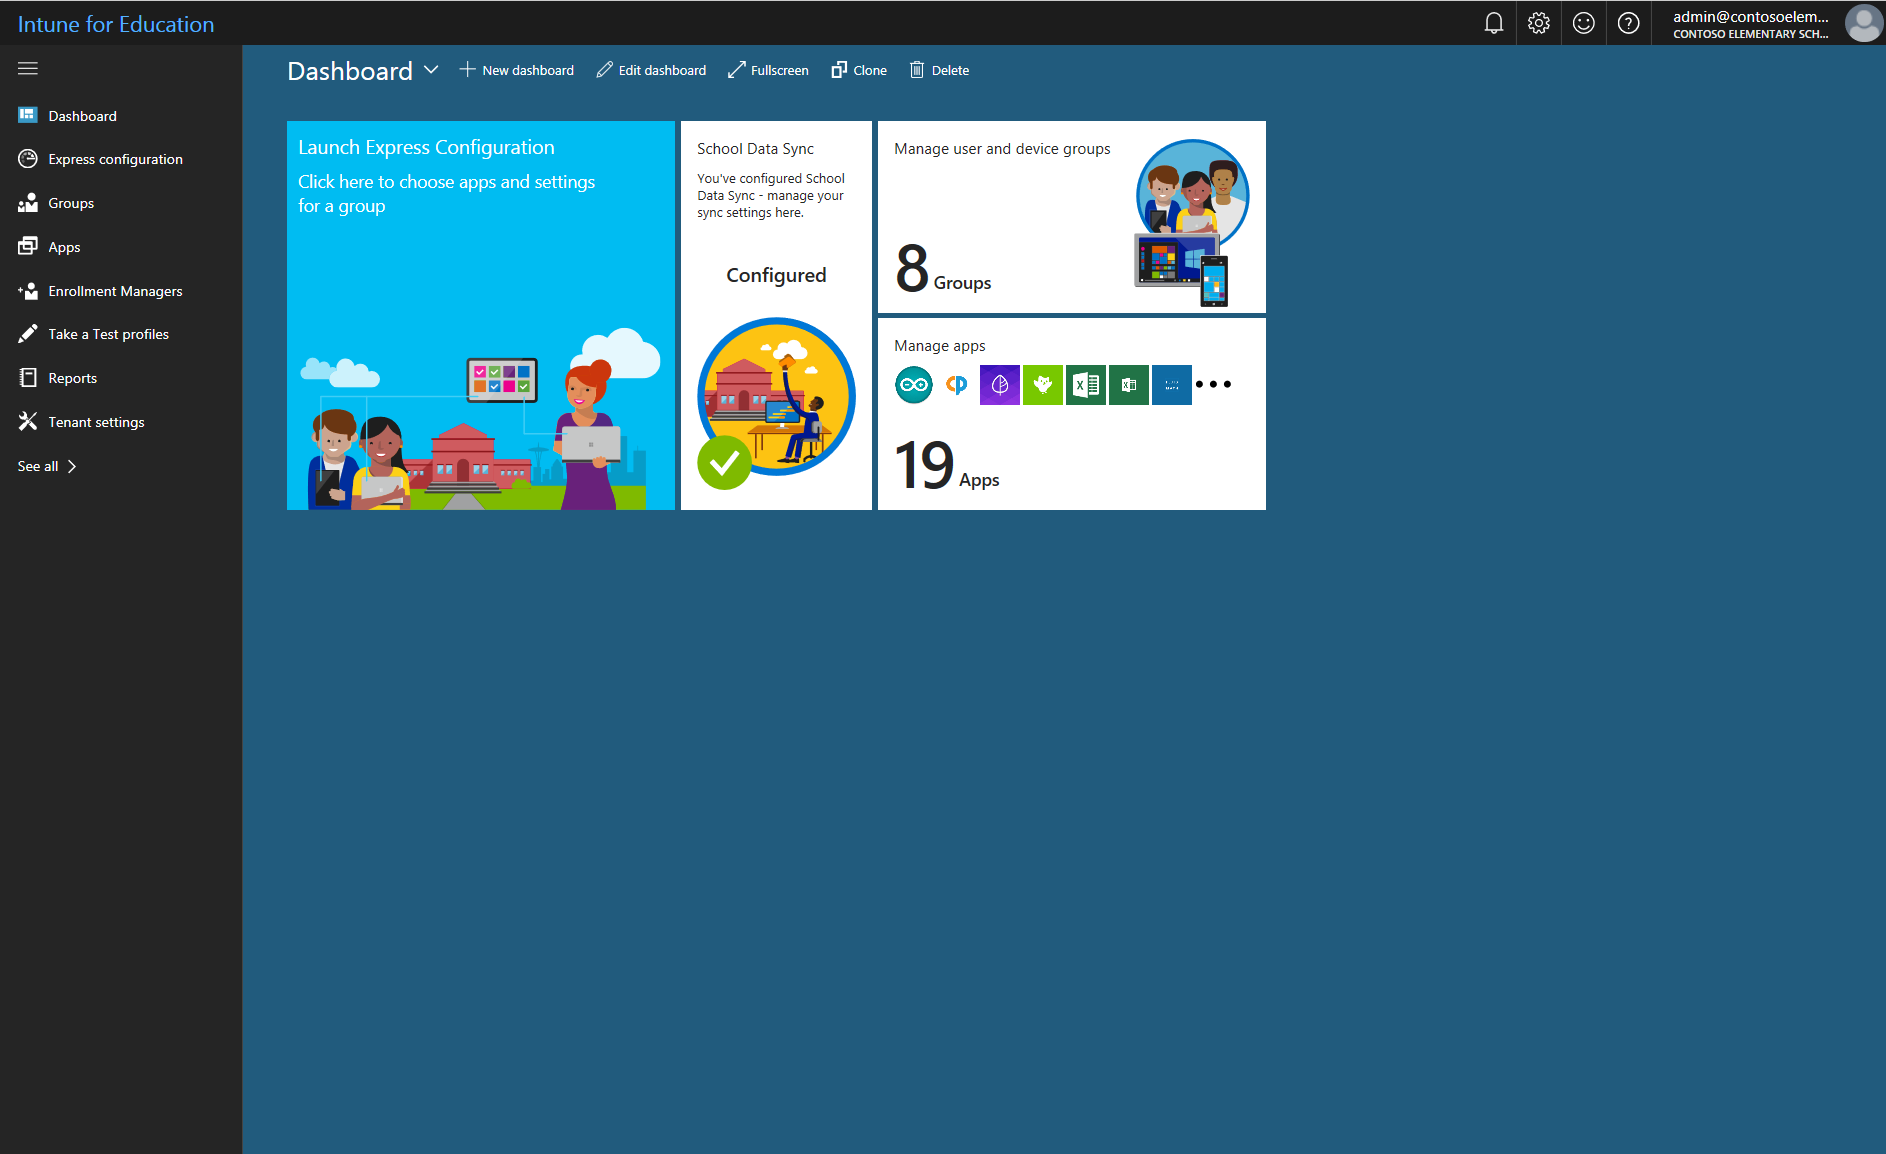 Intune for Education
admin@contosoelem...
CONTOSO ELEMENTARY SCH...
Dashboard
New dashboard
Edit dashboard
Fullscreen
Clone
Delete
Dashboard
Express configuration
Groups
Apps
Enrollment Managers
Take a Test profiles
Reports
Tenant settings
See all
Launch Express Configuration
Click here to choose apps and settings
for a group
School Data Sync
You've configured School
Data Sync - manage your
sync settings here.
Configured
Manage user and device groups
8 Groups
Manage apps
19 Apps